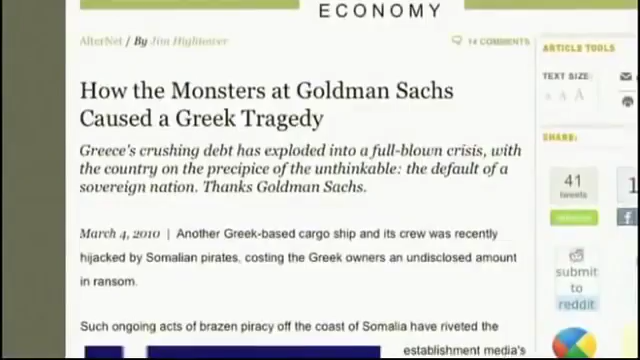 ECONOMY
AlterNet / By Jim Hightower
14 COMMENTS
ARTICLE TOOLS
How the Monsters at Goldman Sachs
Caused a Greek Tragedy
TEXT SIZE:
A A A
Greece's crushing debt has exploded into a full-blown crisis, with
the country on the precipice of the unthinkable: the default of a
sovereign nation. Thanks Goldman Sachs.
SHARE:
41
tweets
1
March 4, 2010 | Another Greek-based cargo ship and its crew was recently
hijacked by Somalian pirates, costing the Greek owners an undisclosed amount
in ransom.
submit
to
reddit
Such ongoing acts of brazen piracy off the coast of Somalia have riveted the
establishment media's